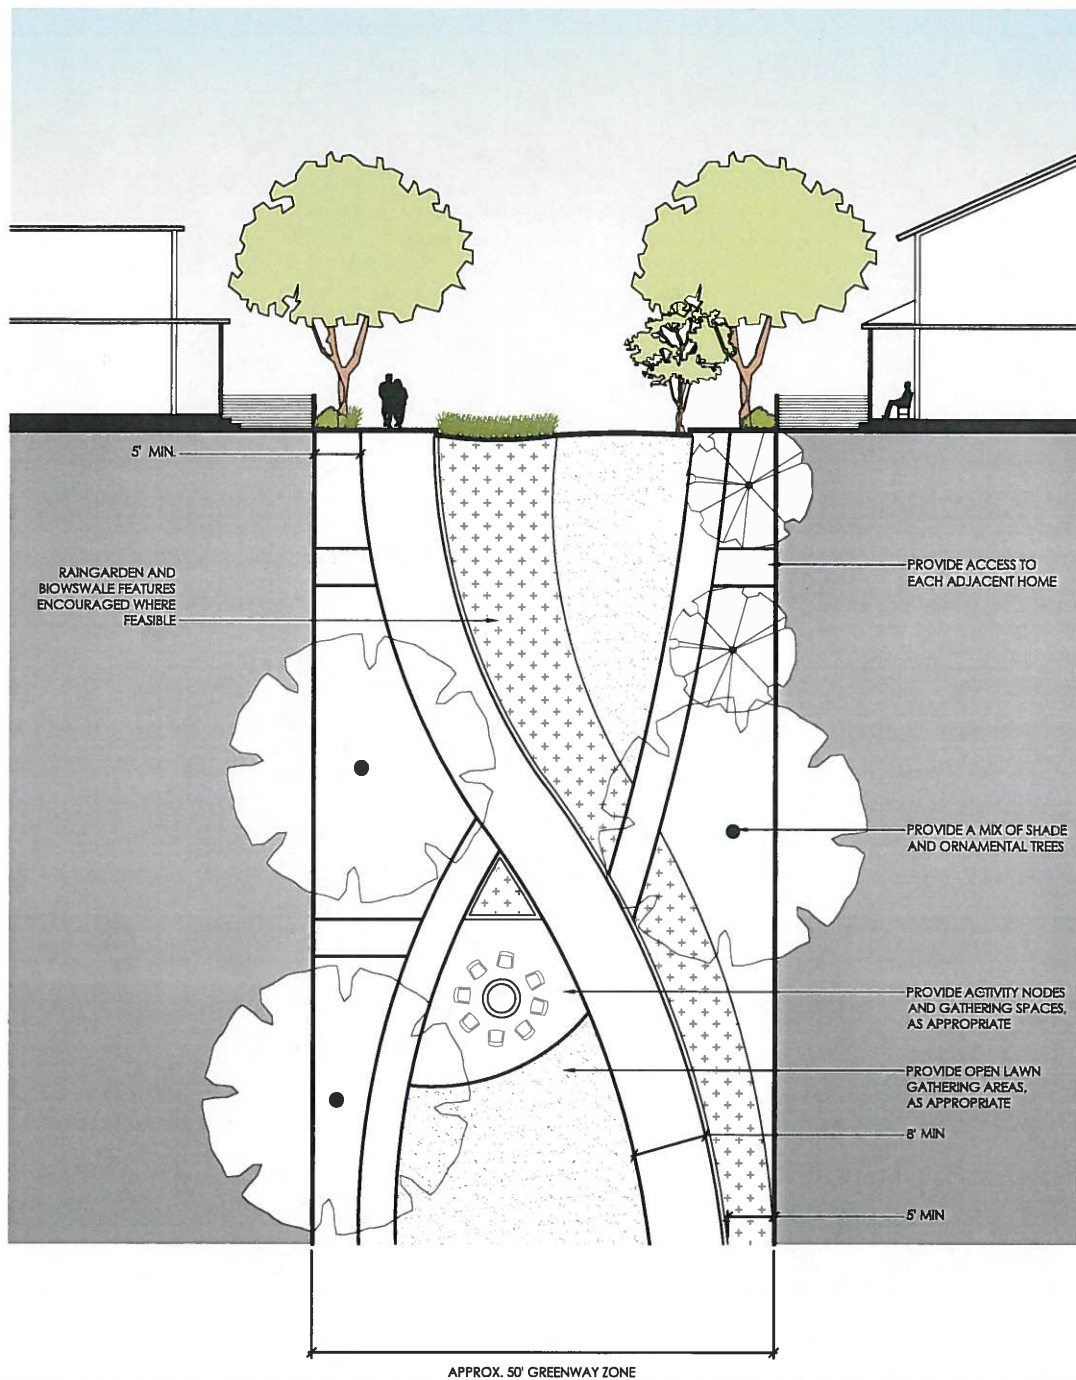 5' MIN.
RAINGARDEN AND
BIOWSWALE FEATURES
ENCOURAGED WHERE
FEASIBLE
PROVIDE ACCESS TO
EACH ADJACENT HOME
PROVIDE A MIX OF SHADE
AND ORNAMENTAL TREES
PROVIDE ACTIVITY NODES
AND GATHERING SPACES,
AS APPROPRIATE
PROVIDE OPEN LAWN
GATHERING AREAS,
AS APPROPRIATE
8' MIN
5' MIN
APPROX. 50' GREENWAY ZONE